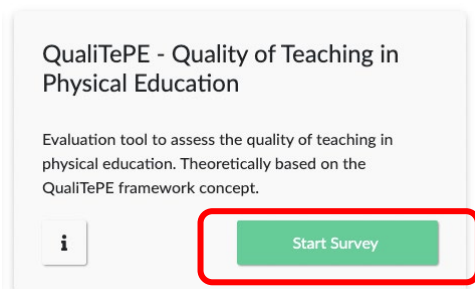 QualiTePE - Quality of Teaching in
Physical Education
Evaluation tool to assess the quality of teaching in
physical education. Theoretically based on the
QualiTePE framework concept.
i
Start Survey